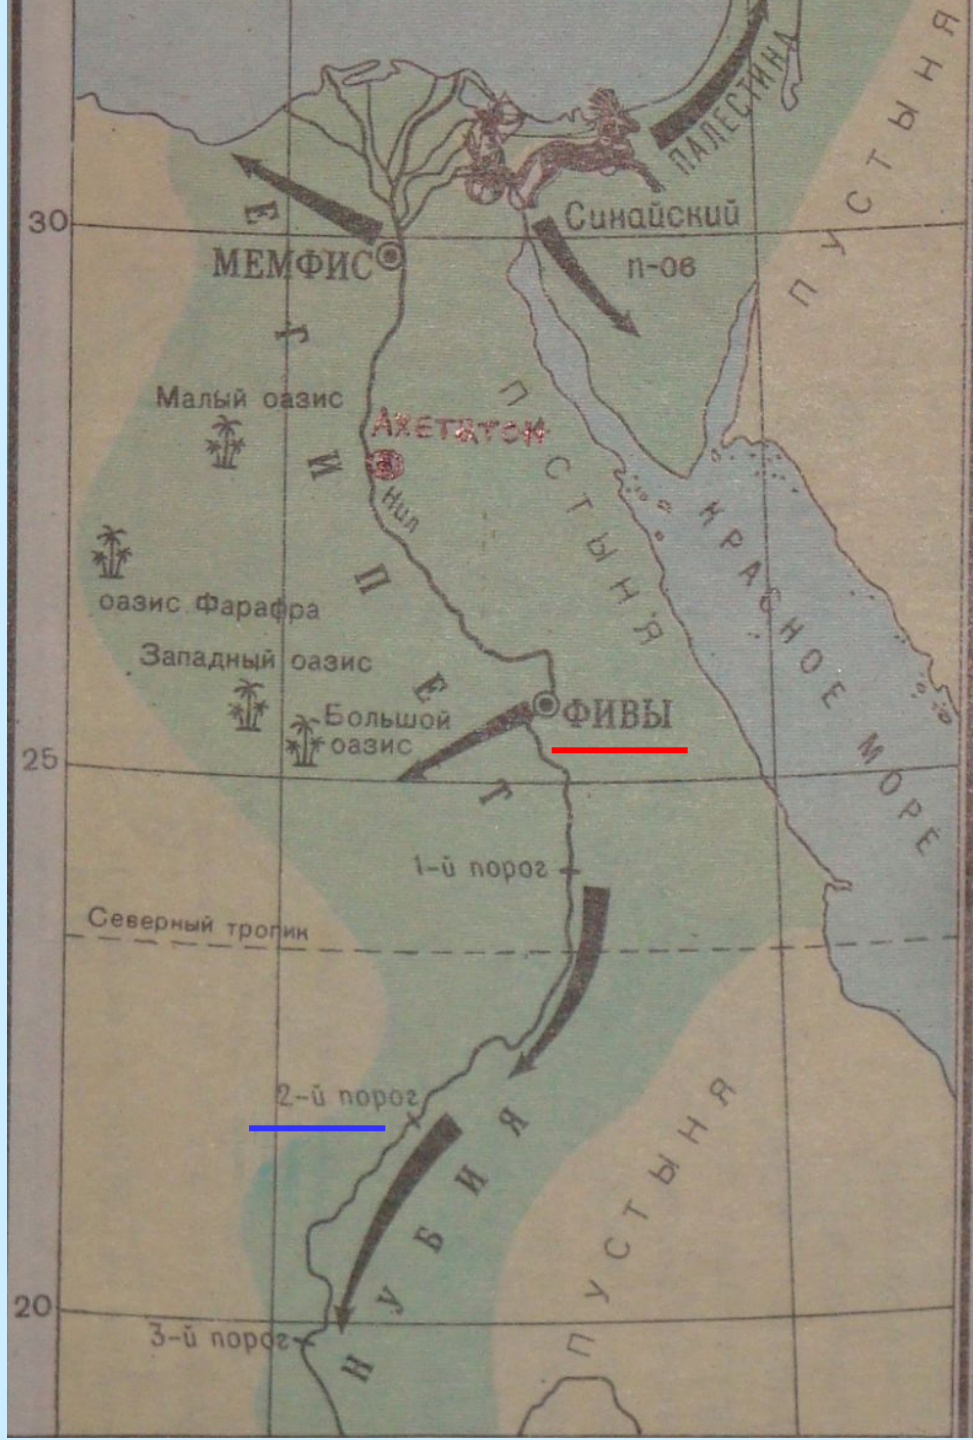 ПАЛЕСТИНА
ПУСТЫНЯ
30
Синайский
п-ов
МЕМФИС
ЕГИПЕТ
Малый оазис
АХЕТАТОН
Нил
ПУСТЫНЯ
КРАСНОЕ МОРЕ
оазис Фарафра
Западный оазис
Большой
оазис
ФИВЫ
25
1-й порог
Северный тропик
2-й порог
НУБИЯ
ПУСТЫНЯ
20
3-й порог